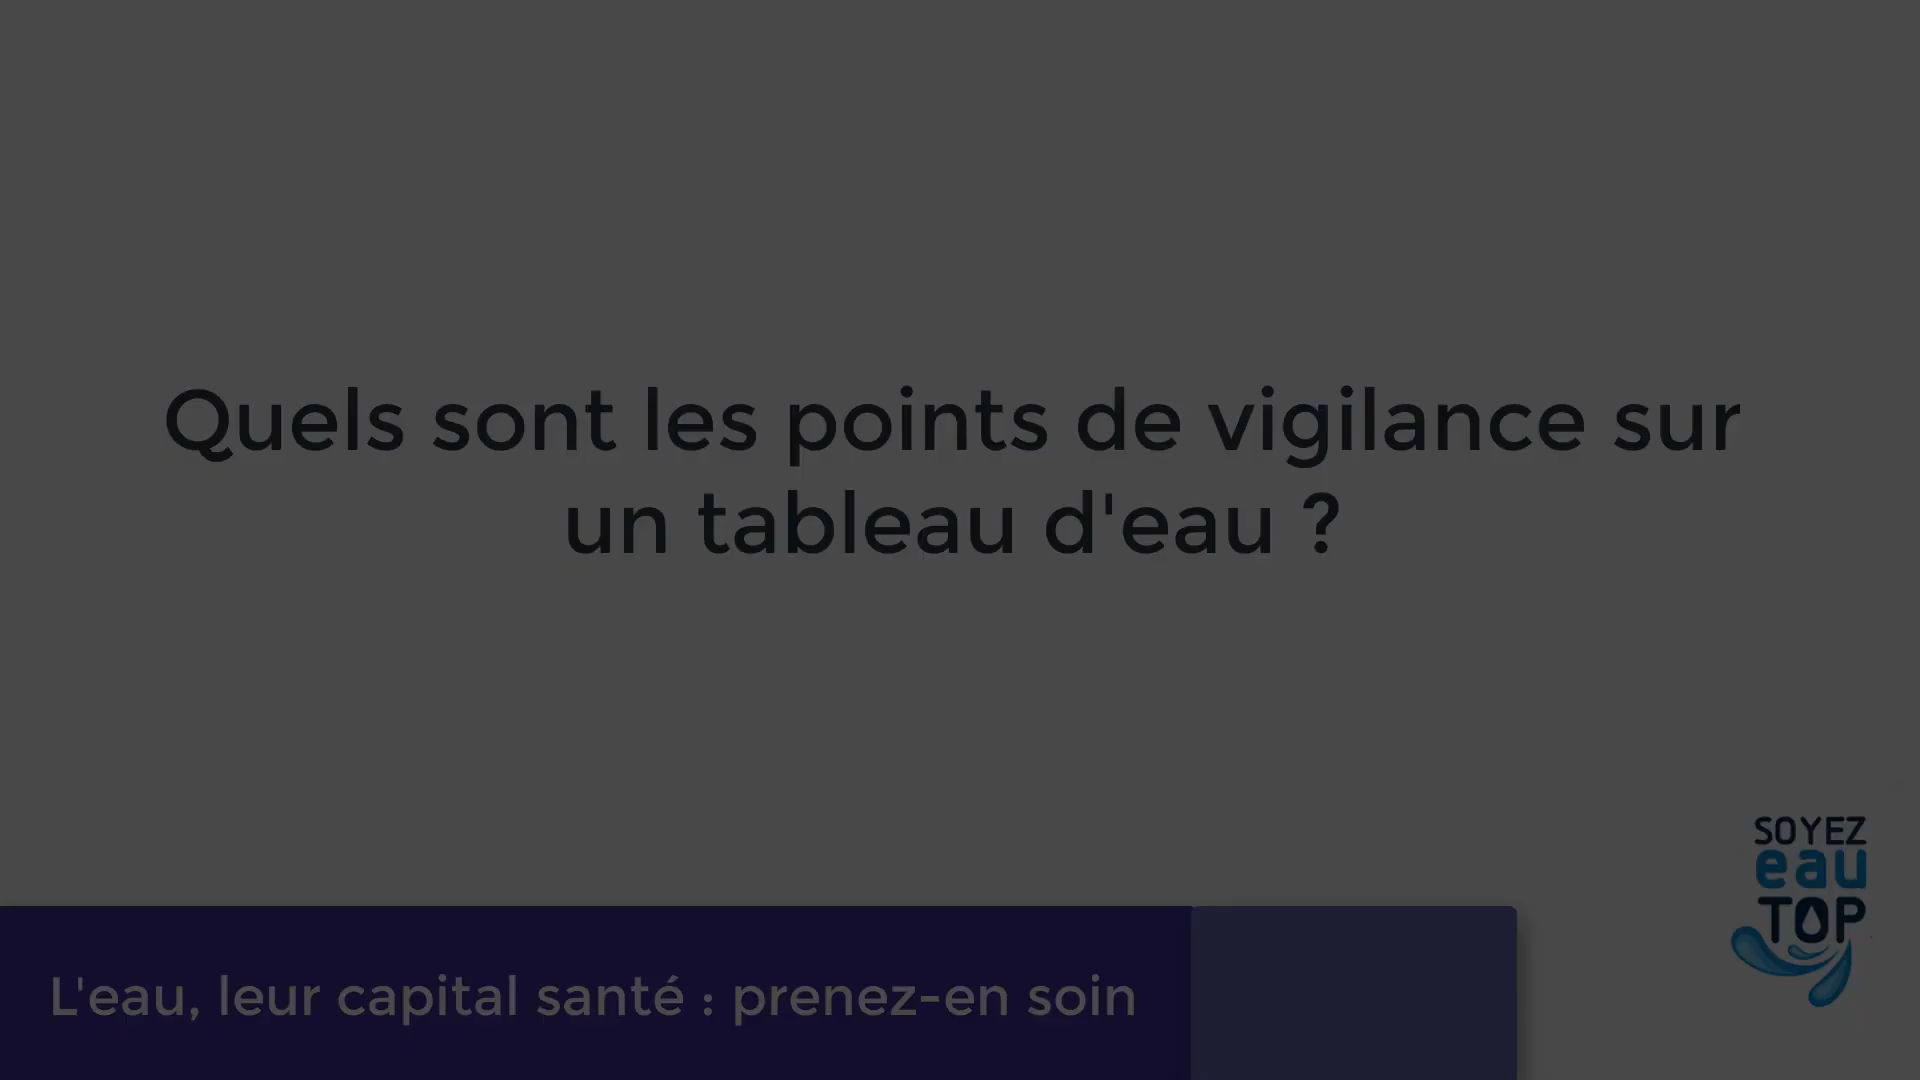 Quels sont les points de vigilance sur
un tableau d'eau ?
SOYEZ
eau
TOP
L'eau, leur capital santé : prenez-en soin